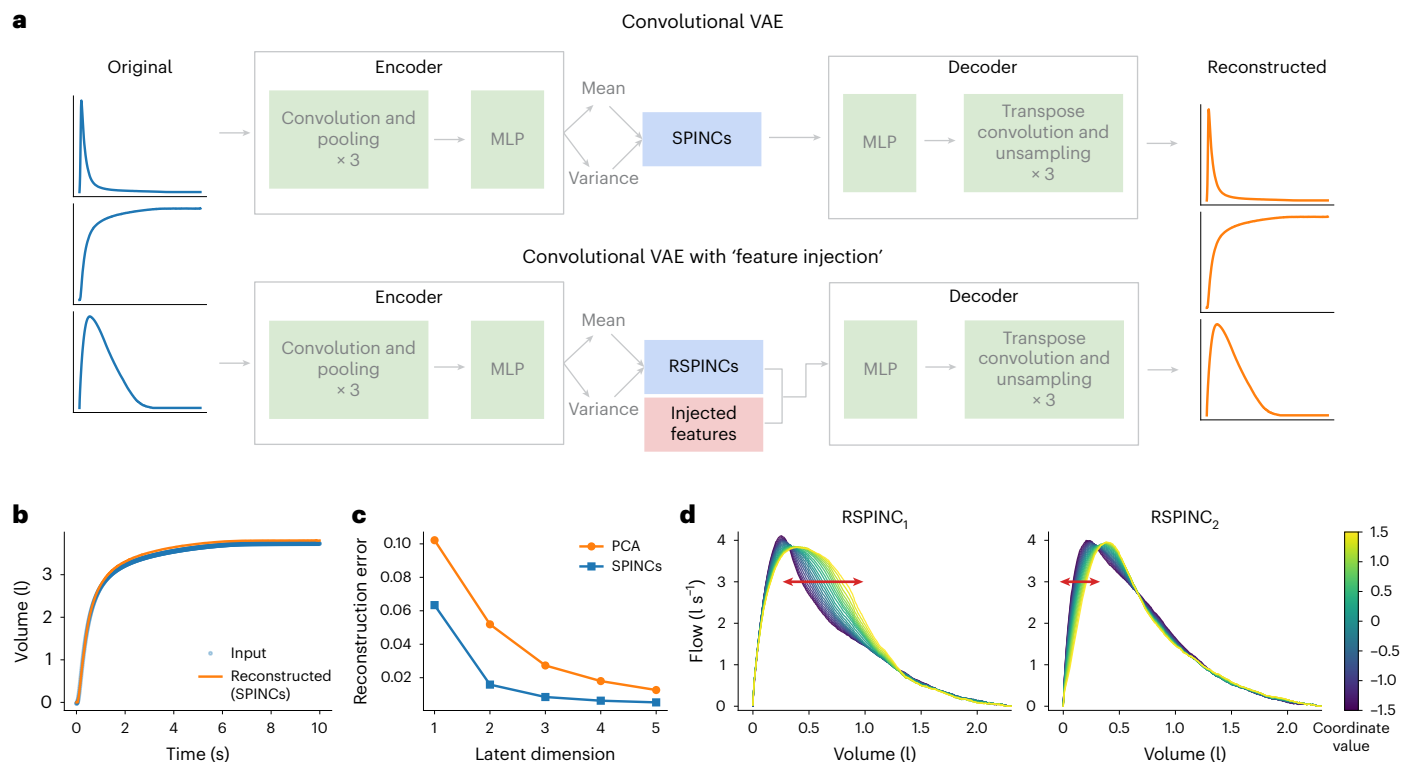 a
Convolutional VAE
Original
Encoder
Convolution and
pooling
× 3
MLP
Mean
Variance
SPINCs
Decoder
MLP
Transpose
convolution and
unsampling
× 3
Reconstructed
Convolutional VAE with ‘feature injection’
Encoder
Convolution and
pooling
× 3
MLP
Mean
Variance
RSPINCs
Injected
features
Decoder
MLP
Transpose
convolution and
unsampling
× 3
b
Volume (l)
3
2
1
0
Input
Reconstructed
(SPINCs)
0 2 4 6 8 10
Time (s)
c
Reconstruction error
0.10
0.08
0.06
0.04
0.02
PCA
SPINCs
1 2 3 4 5
Latent dimension
d
RSPINC1
Flow (l s−1)
4
3
2
1
0
0 0.5 1.0 1.5 2.0
Volume (l)
RSPINC2
4
3
2
1
0
0 0.5 1.0 1.5 2.0
Volume (l)
1.5
1.0
0.5
0
−0.5
−1.0
−1.5
Coordinate
value